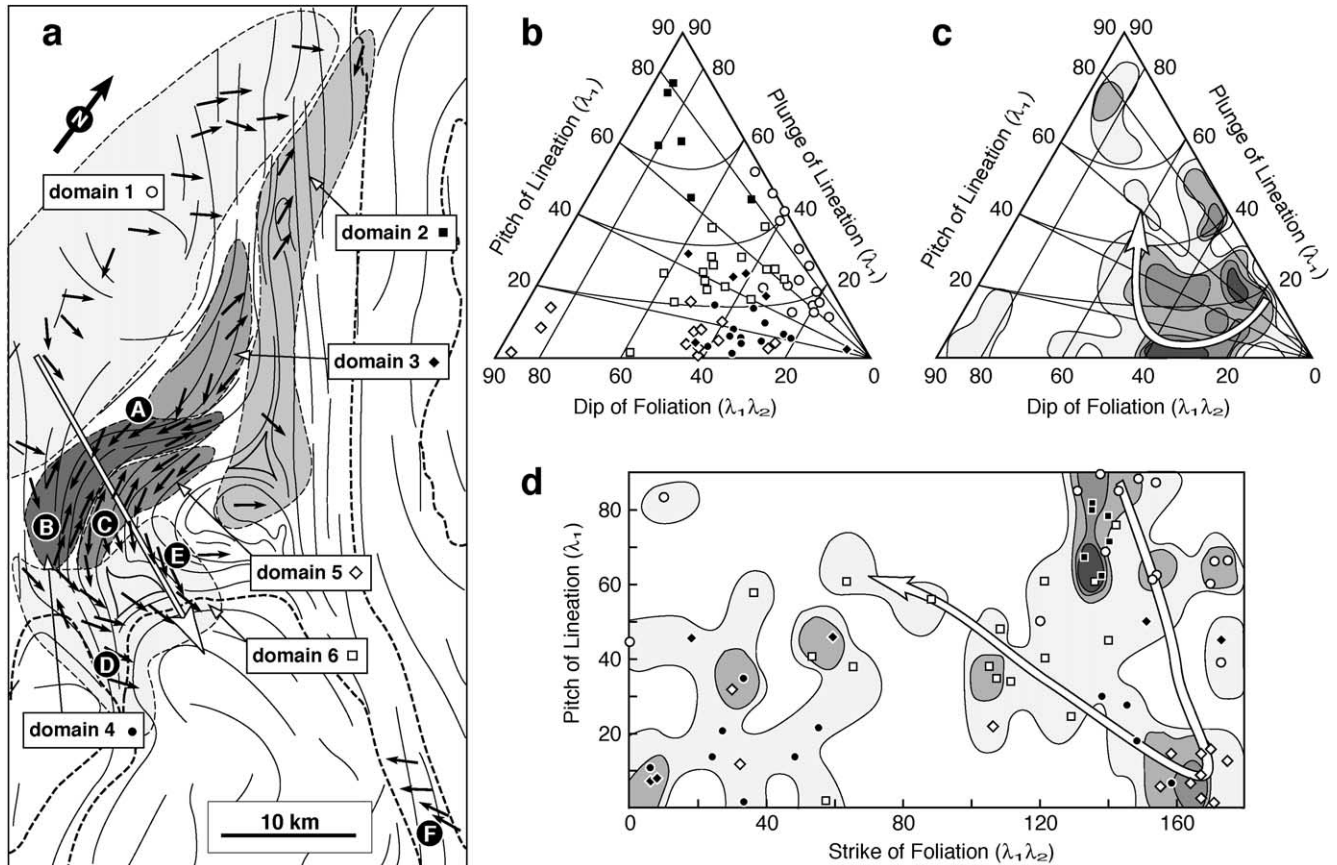 a
N
domain 1
domain 2
domain 3
A
B
C
E
domain 5
domain 6
D
domain 4
10 km
F
b
90
90
80
80
Pitch of Lineation (λ₁)
Plunge of Lineation (λ₁)
60
60
40
40
20
20
90
80
60
40
20
0
Dip of Foliation (λ₁λ₂)
c
90
90
80
80
Pitch of Lineation (λ₁)
Plunge of Lineation (λ₁)
60
60
40
40
20
20
90
80
60
40
20
0
Dip of Foliation (λ₁λ₂)
d
Pitch of Lineation (λ₁)
80
60
40
20
0
40
80
120
160
Strike of Foliation (λ₁λ₂)